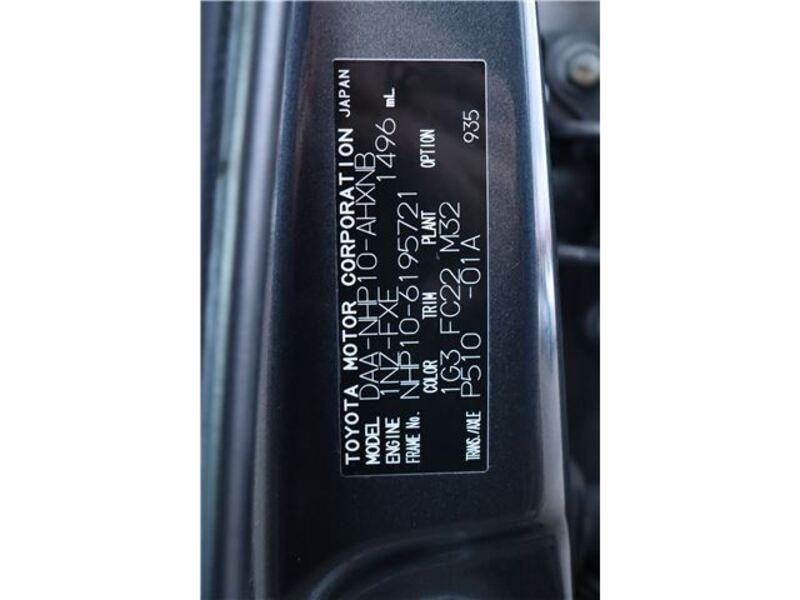 TOYOTA MOTOR CORPORATION JAPAN
MODEL DAA-NHP10-AHXNB
ENGINE 1NZ-FXE 1496 mL
FRAME No. NHP10-6195721
COLOR TRIM PLANT OPTION
1G3 FC22 M32 935
TRANS./AXLE P510 -01A